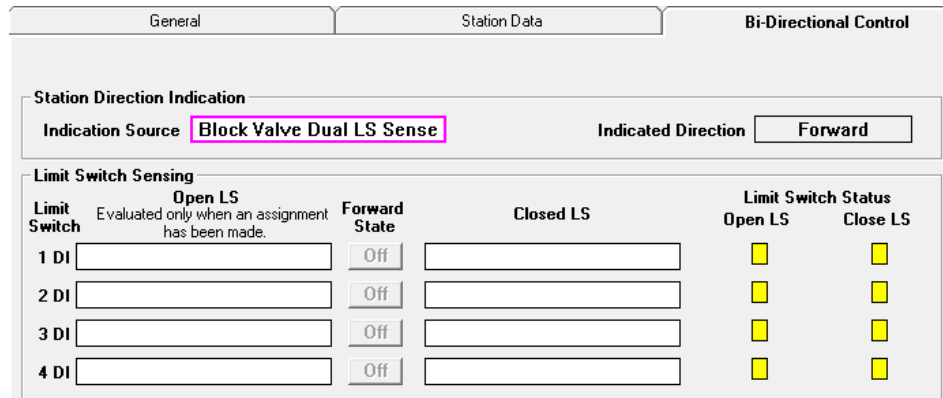 General Station Data Bi-Directional Control
Station Direction Indication
Indication Source Block Valve Dual LS Sense Indicated Direction Forward
Limit Switch Sensing
Limit Switch Open LS Evaluated only when an assignment has been made. Forward State Closed LS Limit Switch Status Open LS Close LS
1 DI Off
2 DI Off
3 DI Off
4 DI Off